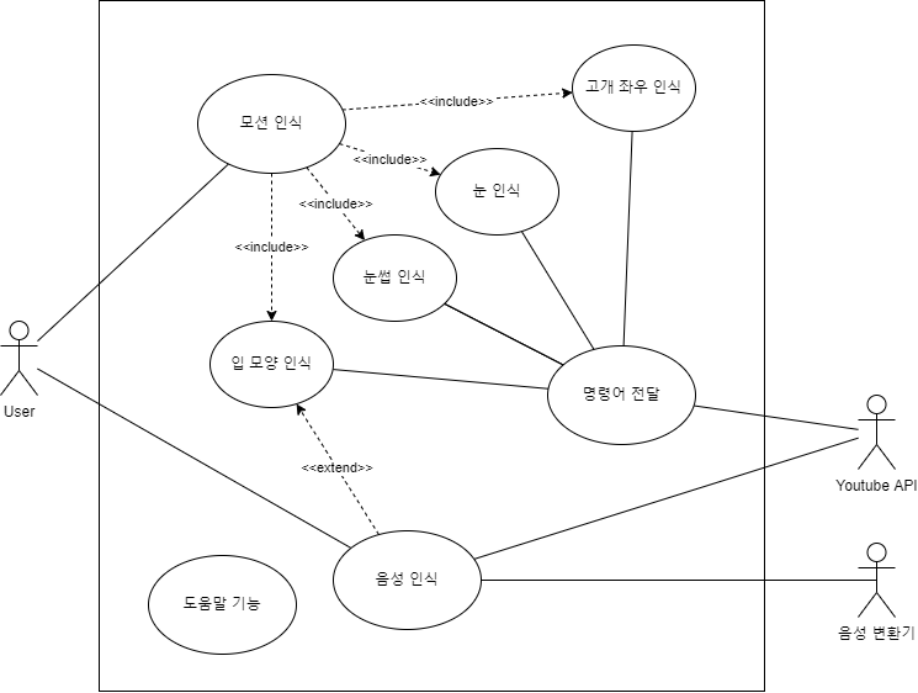 고개 좌우 인식
<<include>>
모션 인식
<<include>>
눈 인식
<<include>>
<<include>>
눈썹 인식
입 모양 인식
명령어 전달
User
<<extend>>
Youtube API
음성 인식
도움말 기능
음성 변환기